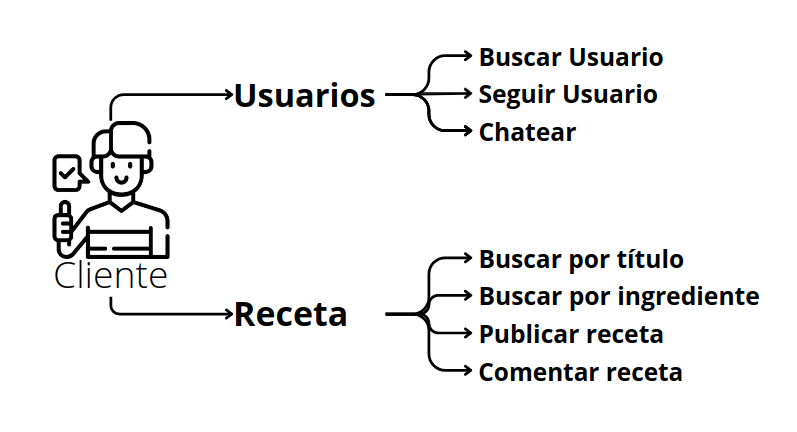 Usuarios
Buscar Usuario
Seguir Usuario
Chatear
Cliente
Receta
Buscar por título
Buscar por ingrediente
Publicar receta
Comentar receta